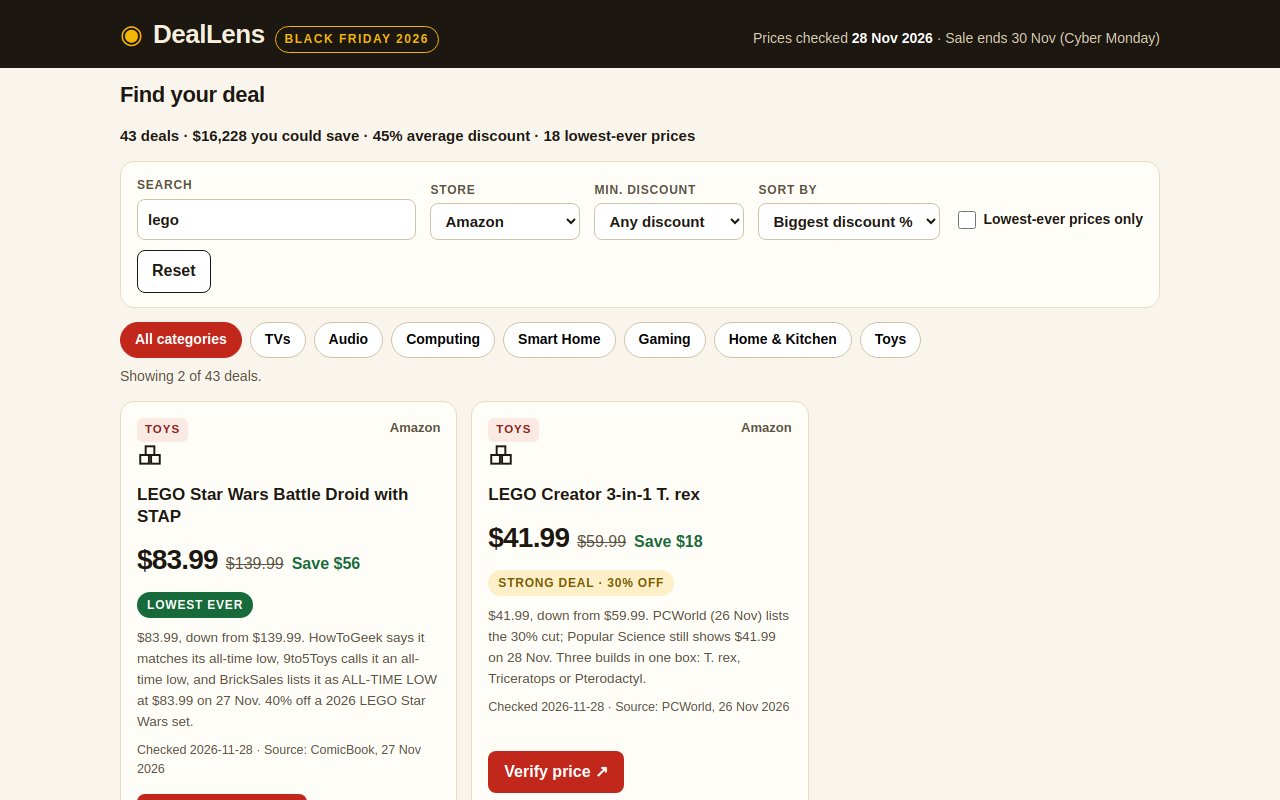 DealLens BLACK FRIDAY 2026
Prices checked 28 Nov 2026 · Sale ends 30 Nov (Cyber Monday)
Find your deal
43 deals · $16,228 you could save · 45% average discount · 18 lowest-ever prices
SEARCH
lego
STORE
Amazon
MIN. DISCOUNT
Any discount
SORT BY
Biggest discount %
Lowest-ever prices only
Reset
All categories
TVs
Audio
Computing
Smart Home
Gaming
Home & Kitchen
Toys
Showing 2 of 43 deals.
TOYS
Amazon
LEGO Star Wars Battle Droid with
STAP
$83.99 $139.99 Save $56
LOWEST EVER
$83.99, down from $139.99. HowToGeek says it
matches its all-time low, 9to5Toys calls it an all-
time low, and BrickSales lists it as ALL-TIME LOW
at $83.99 on 27 Nov. 40% off a 2026 LEGO Star
Wars set.
Checked 2026-11-28 · Source: ComicBook, 27 Nov
2026
TOYS
Amazon
LEGO Creator 3-in-1 T. rex
$41.99 $59.99 Save $18
STRONG DEAL · 30% OFF
$41.99, down from $59.99. PCWorld (26 Nov) lists
the 30% cut; Popular Science still shows $41.99
on 28 Nov. Three builds in one box: T. rex,
Triceratops or Pterodactyl.
Checked 2026-11-28 · Source: PCWorld, 26 Nov 2026
Verify price ↗